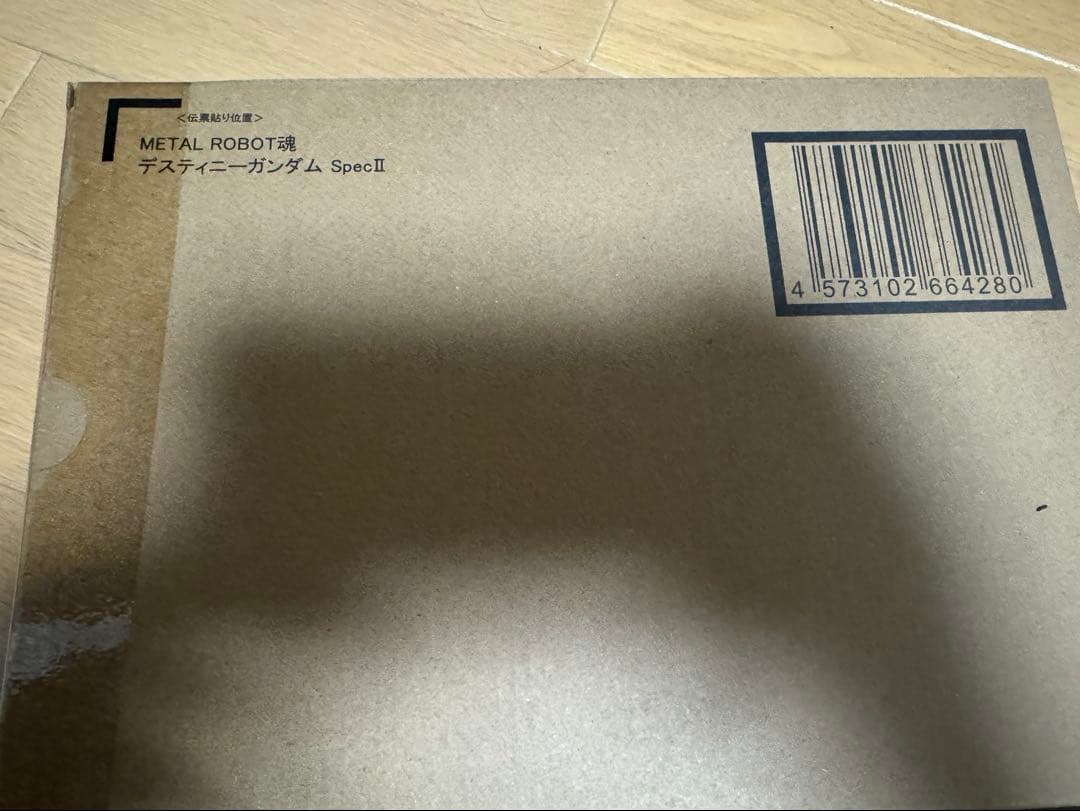 <伝票貼り位置>
METAL ROBOT魂
デスティニーガンダム SpecⅡ
4 573102 664280